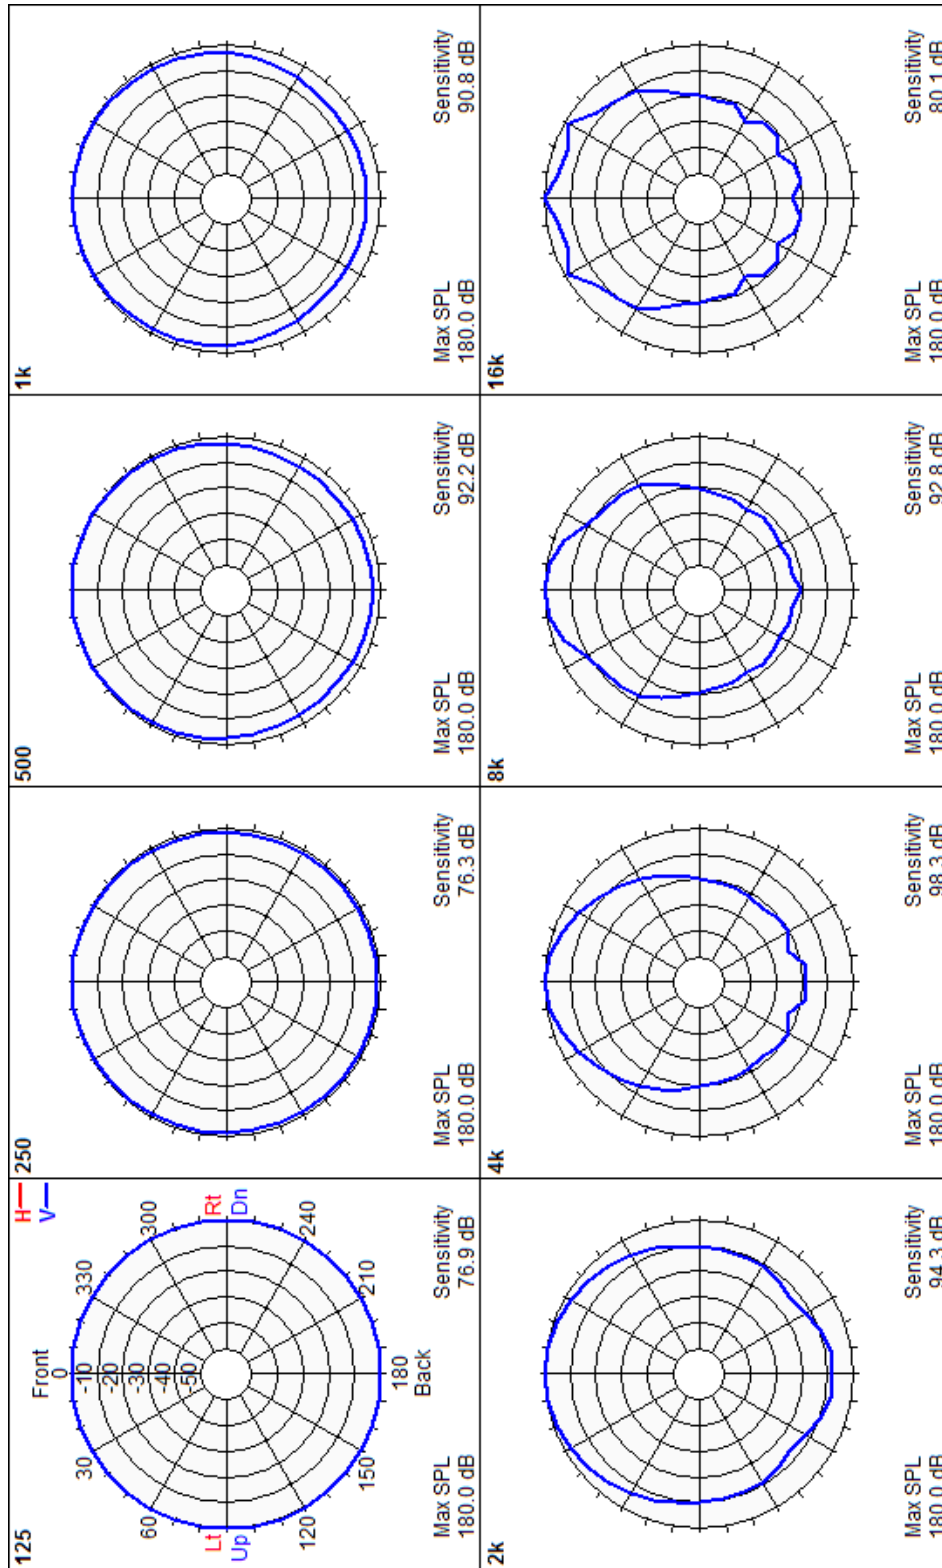 125
H
V
Front
0
30
330
-10
-20
-30
-40
-50
60
300
Lt
Rt
Up
Dn
120
240
150
210
180
Back
Max SPL
180.0 dB
Sensitivity
76.9 dB
250
Max SPL
180.0 dB
Sensitivity
76.3 dB
500
Max SPL
180.0 dB
Sensitivity
92.2 dB
1k
Max SPL
180.0 dB
Sensitivity
90.8 dB
2k
Max SPL
180.0 dB
Sensitivity
94.3 dB
4k
Max SPL
180.0 dB
Sensitivity
98.3 dB
8k
Max SPL
180.0 dB
Sensitivity
92.8 dB
16k
Max SPL
180.0 dB
Sensitivity
80.1 dB